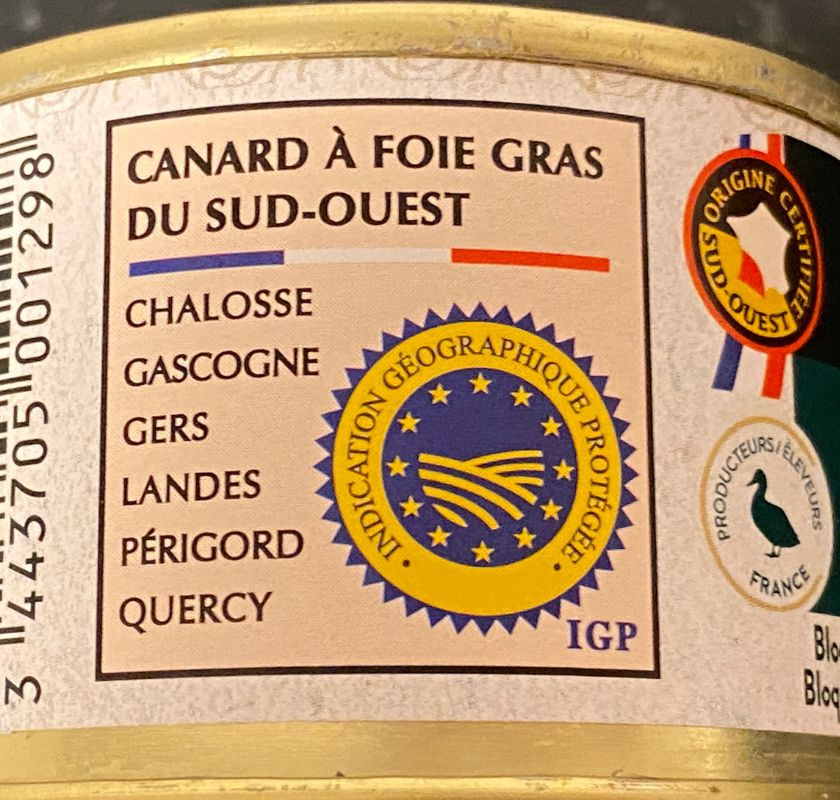 3 443705 001298
CANARD À FOIE GRAS
DU SUD-OUEST
CHALOSSE
GASCOGNE
GERS
LANDES
PÉRIGORD
QUERCY
INDICATION GÉOGRAPHIQUE PROTÉGÉE
IGP
ORIGINE CERTIFIÉE
SUD-OUEST
PRODUCTEURS/ÉLEVEURS
FRANCE